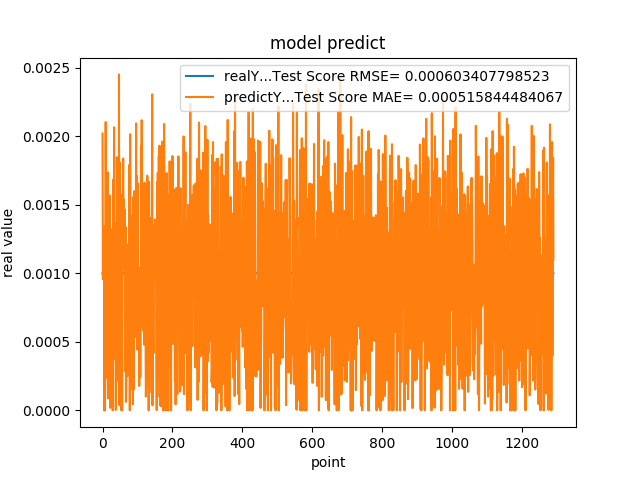 model predict
realY...Test Score RMSE= 0.000603407798523
predictY...Test Score MAE= 0.000515844484067
real value
0.0025
0.0020
0.0015
0.0010
0.0005
0.0000
0
200
400
600
800
1000
1200
point